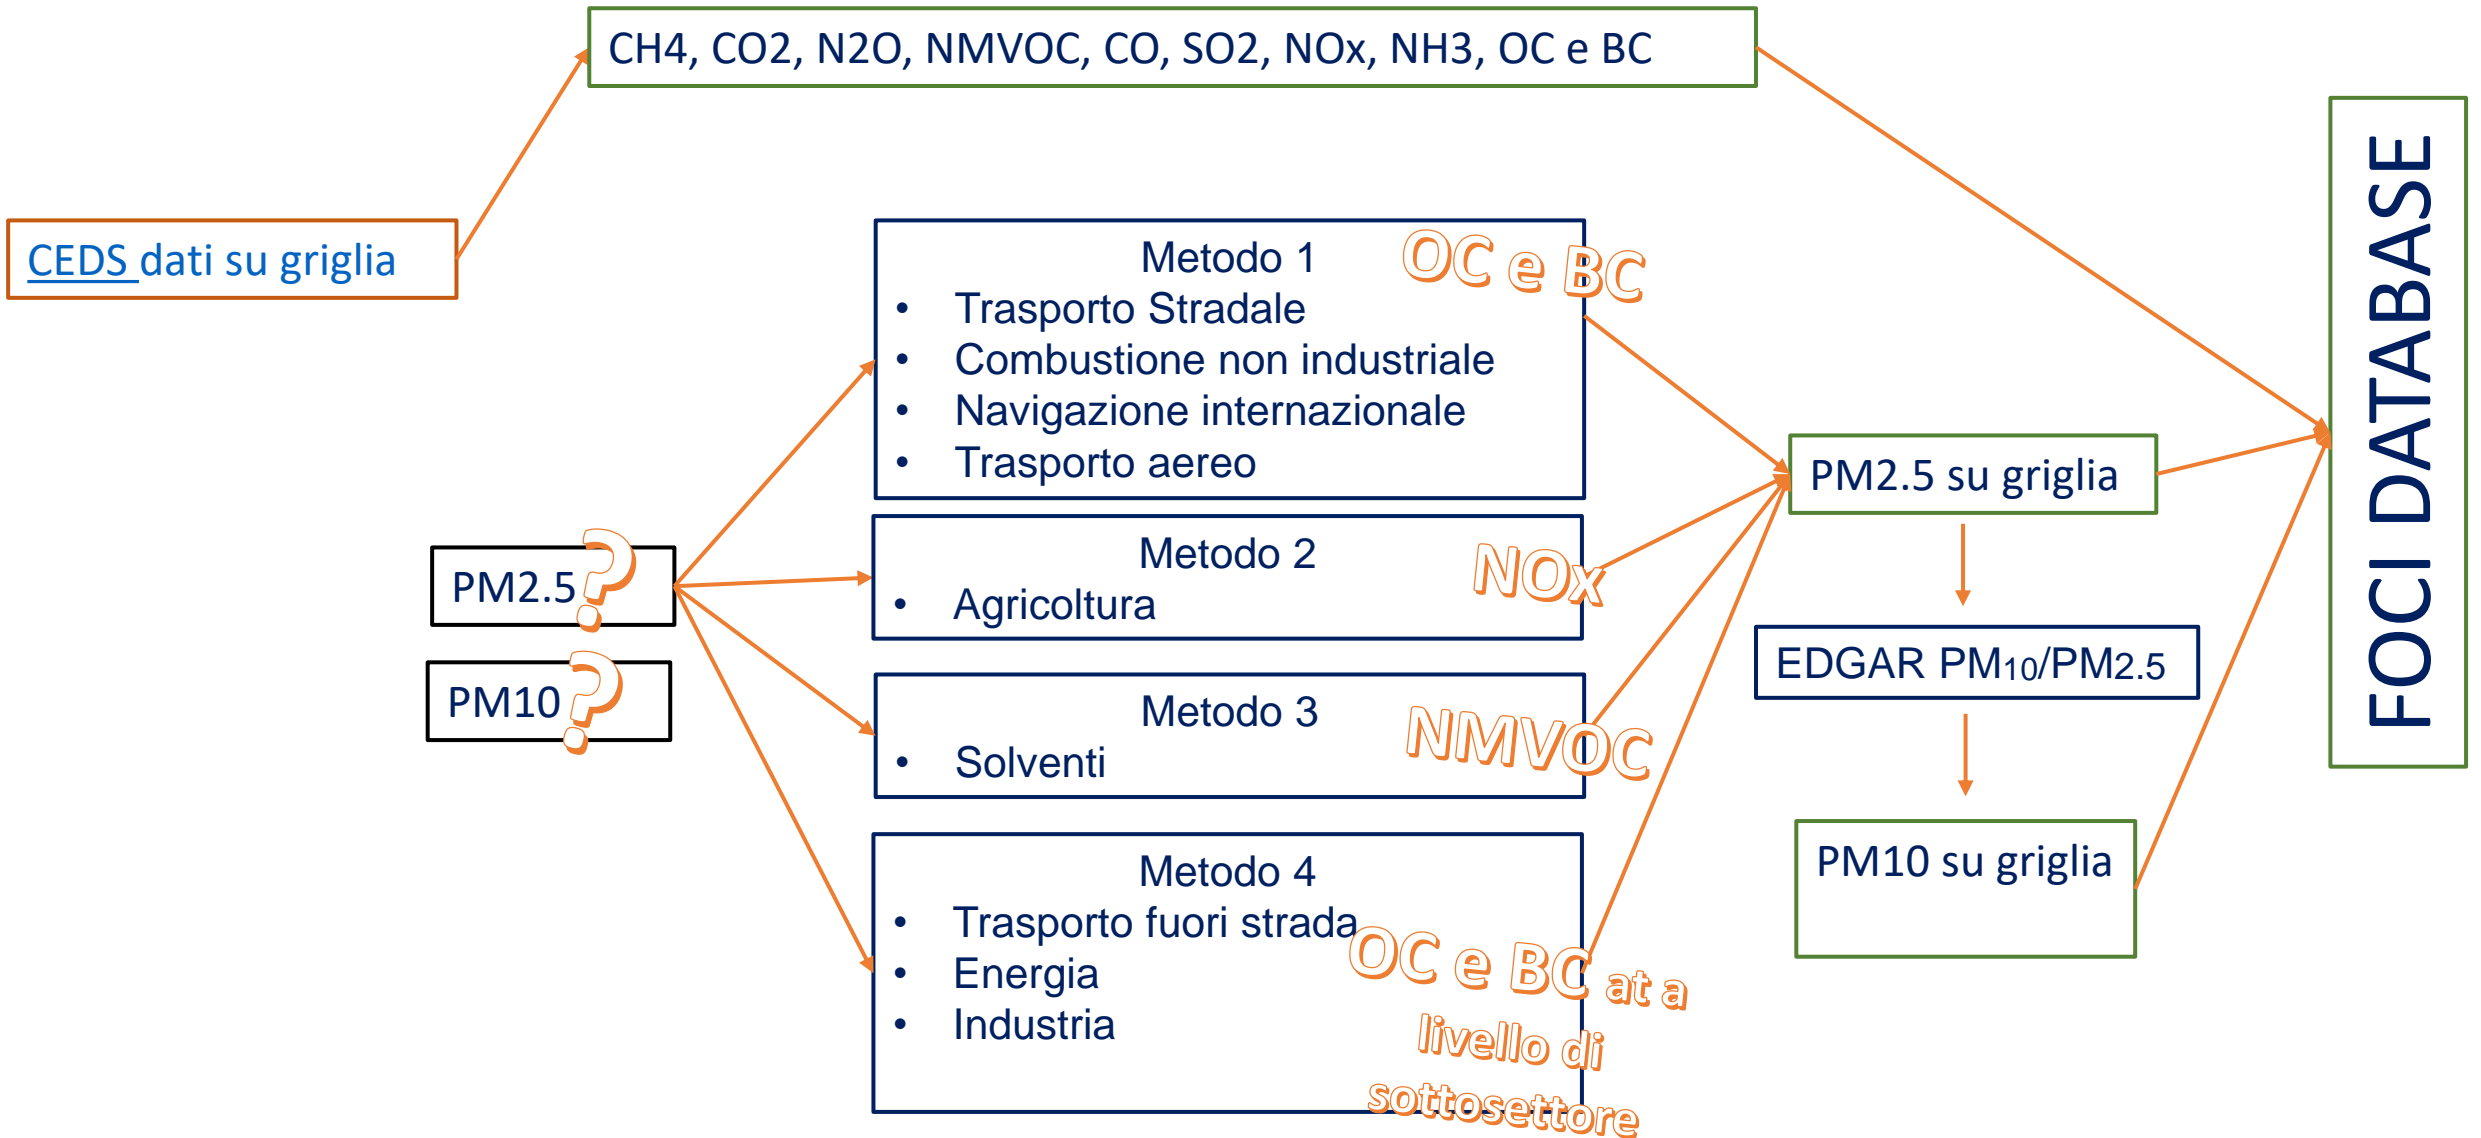 CH4, CO2, N2O, NMVOC, CO, SO2, NOx, NH3, OC e BC
CEDS dati su griglia
PM2.5?
PM10?
Metodo 1
OC e BC
• Trasporto Stradale
• Combustione non industriale
• Navigazione internazionale
• Trasporto aereo
Metodo 2
NOx
• Agricoltura
Metodo 3
NMVOC
• Solventi
Metodo 4
• Trasporto fuori strada
• Energia
• Industria
OC e BC at a
livello di
sottosettore
PM2.5 su griglia
EDGAR PM10/PM2.5
PM10 su griglia
FOCI DATABASE